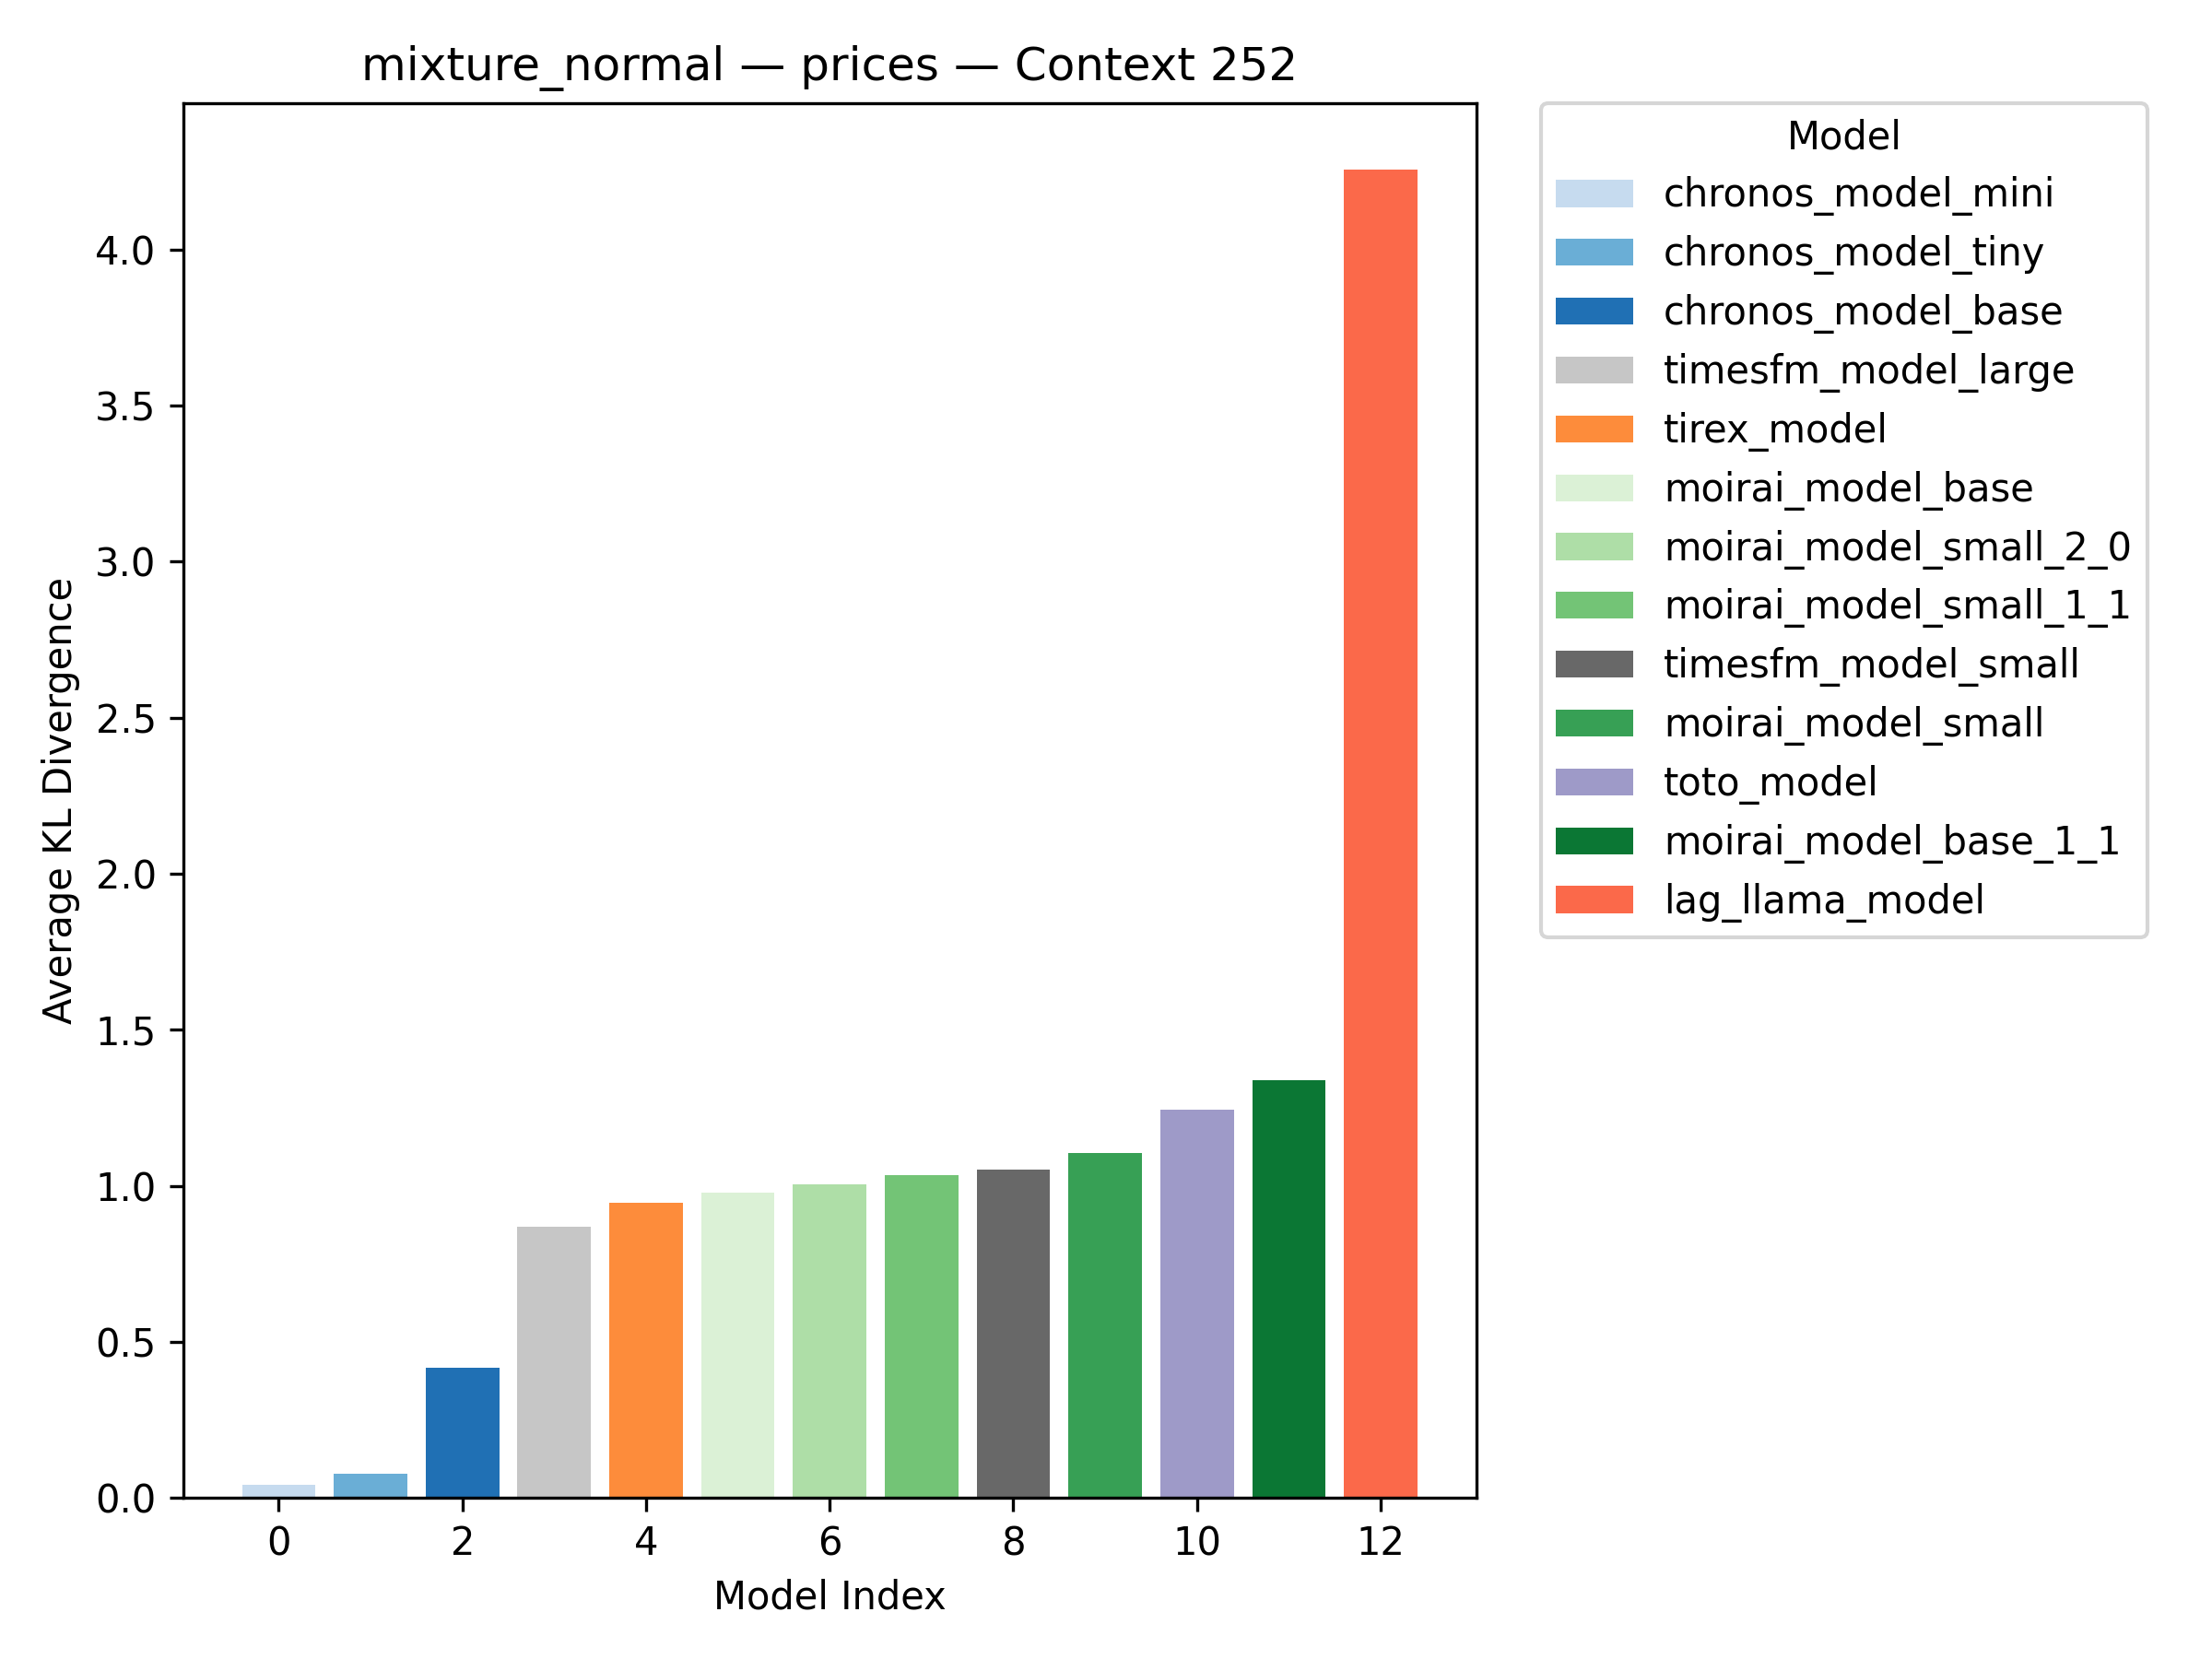 mixture_normal — prices — Context 252
Average KL Divergence
4.0
3.5
3.0
2.5
2.0
1.5
1.0
0.5
0.0
0 2 4 6 8 10 12
Model Index
Model
chronos_model_mini
chronos_model_tiny
chronos_model_base
timesfm_model_large
tirex_model
moirai_model_base
moirai_model_small_2_0
moirai_model_small_1_1
timesfm_model_small
moirai_model_small
toto_model
moirai_model_base_1_1
lag_llama_model